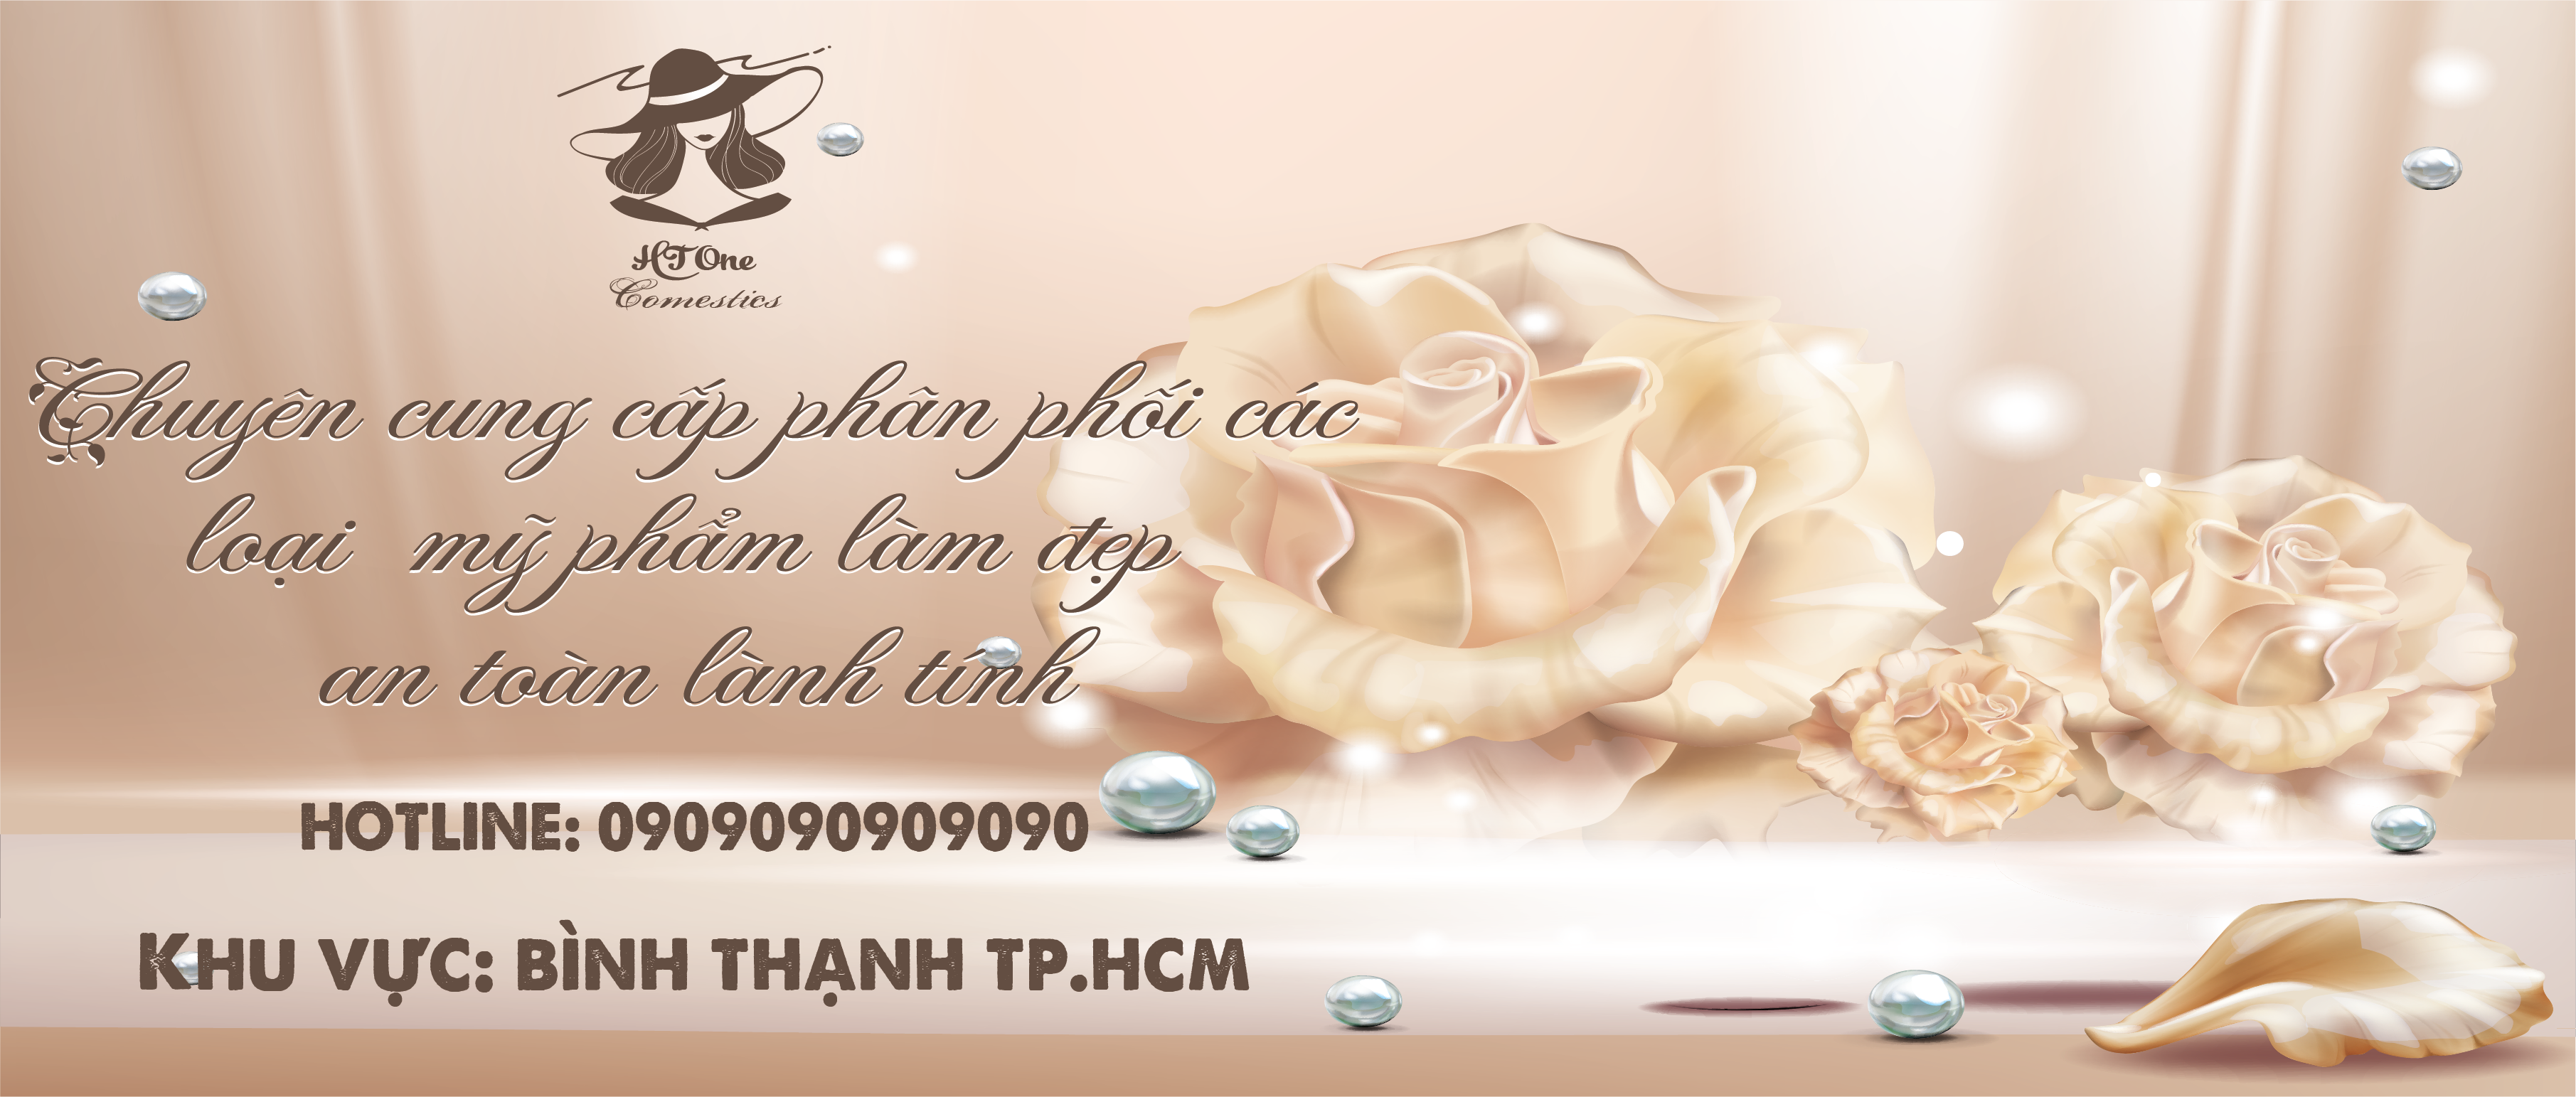 HT One
Comestics
Chuyên cung cấp phân phối các
loại mỹ phẩm làm đẹp
an toàn lành tính
HOTLINE: 0909090909090
KHU VỰC: BÌNH THẠNH TP.HCM